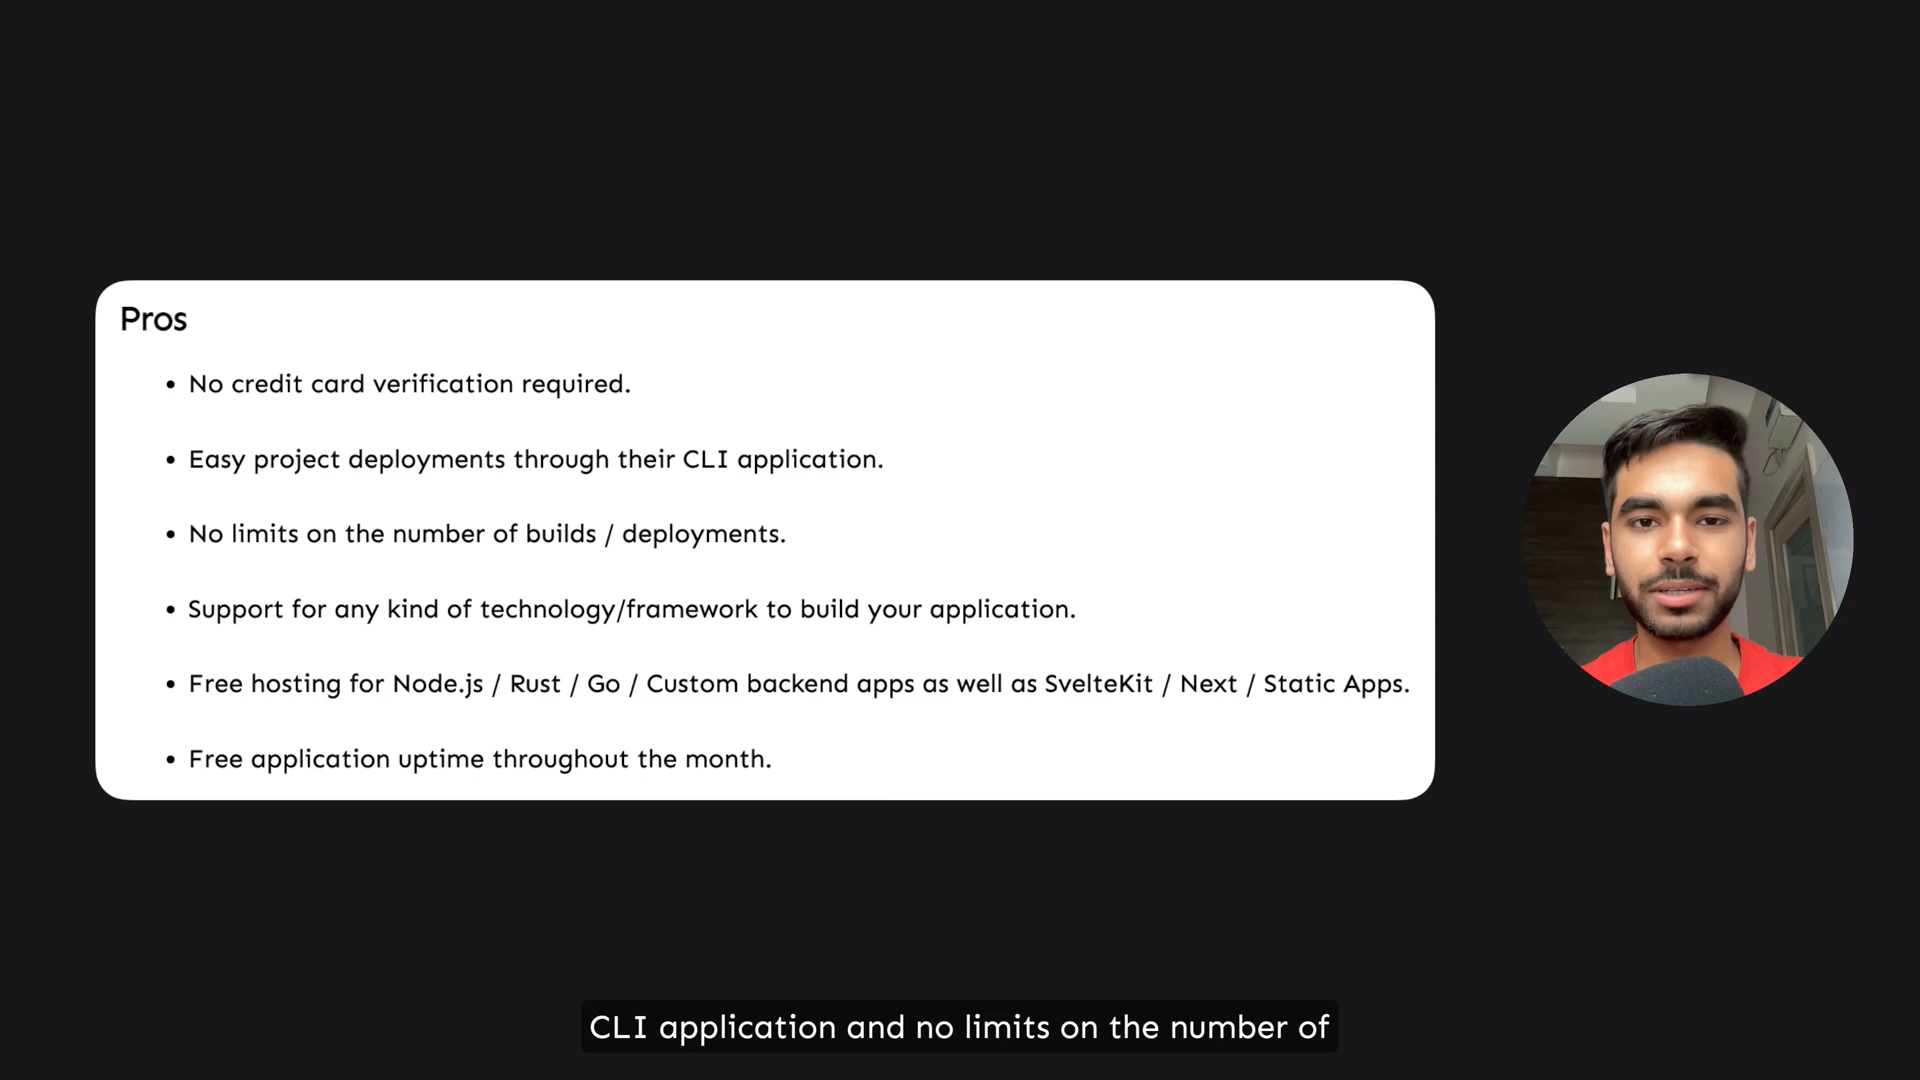 Pros
• No credit card verification required.
• Easy project deployments through their CLI application.
• No limits on the number of builds / deployments.
• Support for any kind of technology/framework to build your application.
• Free hosting for Node.js / Rust / Go / Custom backend apps as well as SvelteKit / Next / Static Apps.
• Free application uptime throughout the month.
CLI application and no limits on the number of